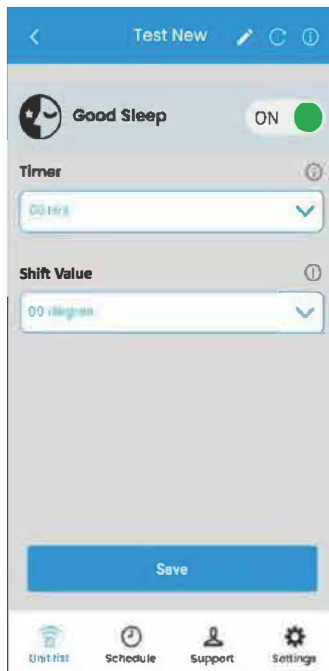 Test New
Good Sleep
ON
Timer
00 Hrs
Shift Value
00 degree
Save
Unit list
Schedule
Support
Settings